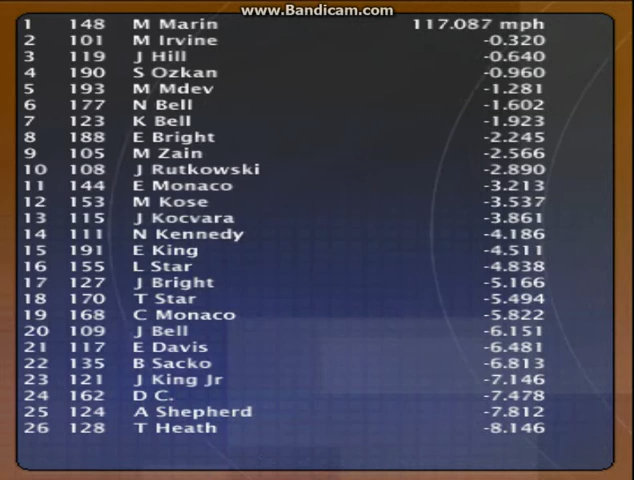 www.Bandicam.com
1 148 M Marin 117.087 mph
2 101 M Irvine -0.320
3 119 J Hill -0.640
4 190 S Ozkan -0.960
5 193 M Mdev -1.281
6 177 N Bell -1.602
7 123 K Bell -1.923
8 188 E Bright -2.245
9 105 M Zain -2.566
10 108 J Rutkowski -2.890
11 144 E Monaco -3.213
12 153 M Kose -3.537
13 115 J Kocvara -3.861
14 111 N Kennedy -4.186
15 191 E King -4.511
16 155 L Star -4.838
17 127 J Bright -5.166
18 170 T Star -5.494
19 168 C Monaco -5.822
20 109 J Bell -6.151
21 117 E Davis -6.481
22 135 B Sacko -6.813
23 121 J King Jr -7.146
24 162 D C. -7.478
25 124 A Shepherd -7.812
26 128 T Heath -8.146